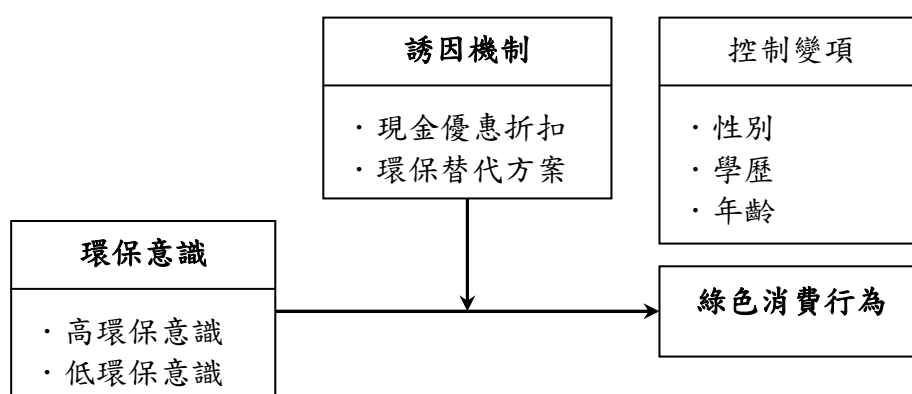 誘因機制
・現金優惠折扣
・環保替代方案
控制變項
・性別
・學歷
・年齡
環保意識
・高環保意識
・低環保意識
綠色消費行為